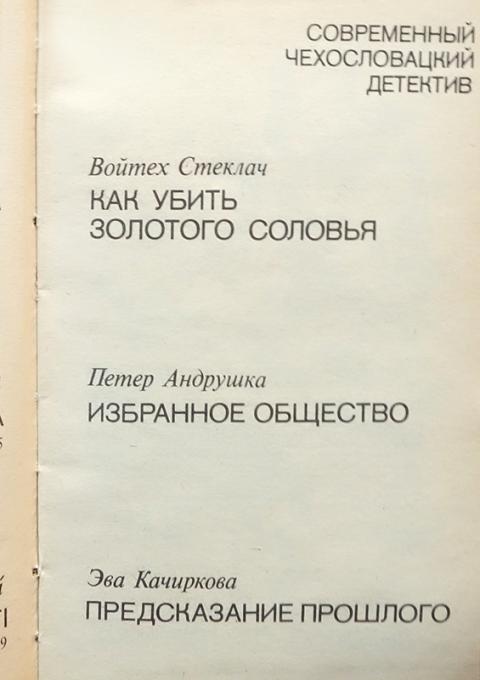 СОВРЕМЕННЫЙ
ЧЕХОСЛОВАЦКИЙ
ДЕТЕКТИВ
Войтех Стеклач
КАК УБИТЬ
ЗОЛОТОГО СОЛОВЬЯ
Петер Андрушка
ИЗБРАННОЕ ОБЩЕСТВО
Эва Качиркова
ПРЕДСКАЗАНИЕ ПРОШЛОГО